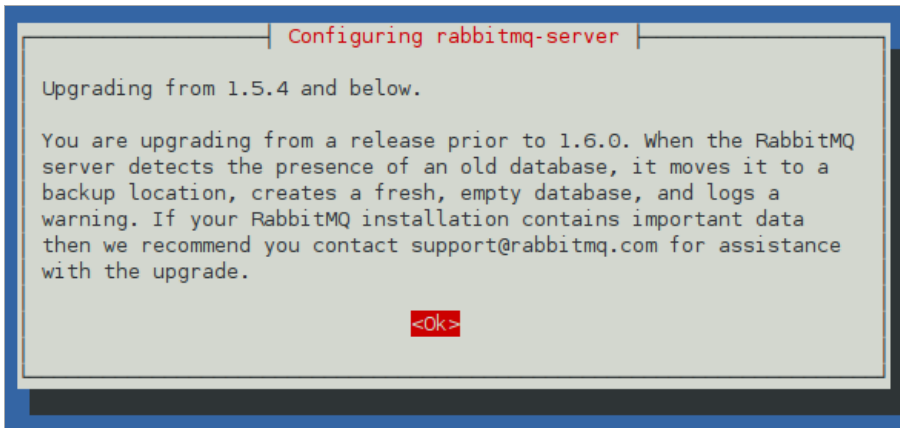 Configuring rabbitmq-server
Upgrading from 1.5.4 and below.
You are upgrading from a release prior to 1.6.0. When the RabbitMQ
server detects the presence of an old database, it moves it to a
backup location, creates a fresh, empty database, and logs a
warning. If your RabbitMQ installation contains important data
then we recommend you contact support@rabbitmq.com for assistance
with the upgrade.
<Ok>